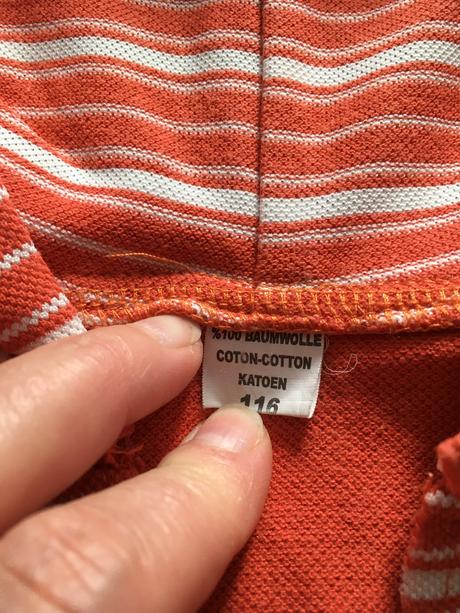 %100 BAUMWOLLE
COTON-COTTON
KATOEN
116